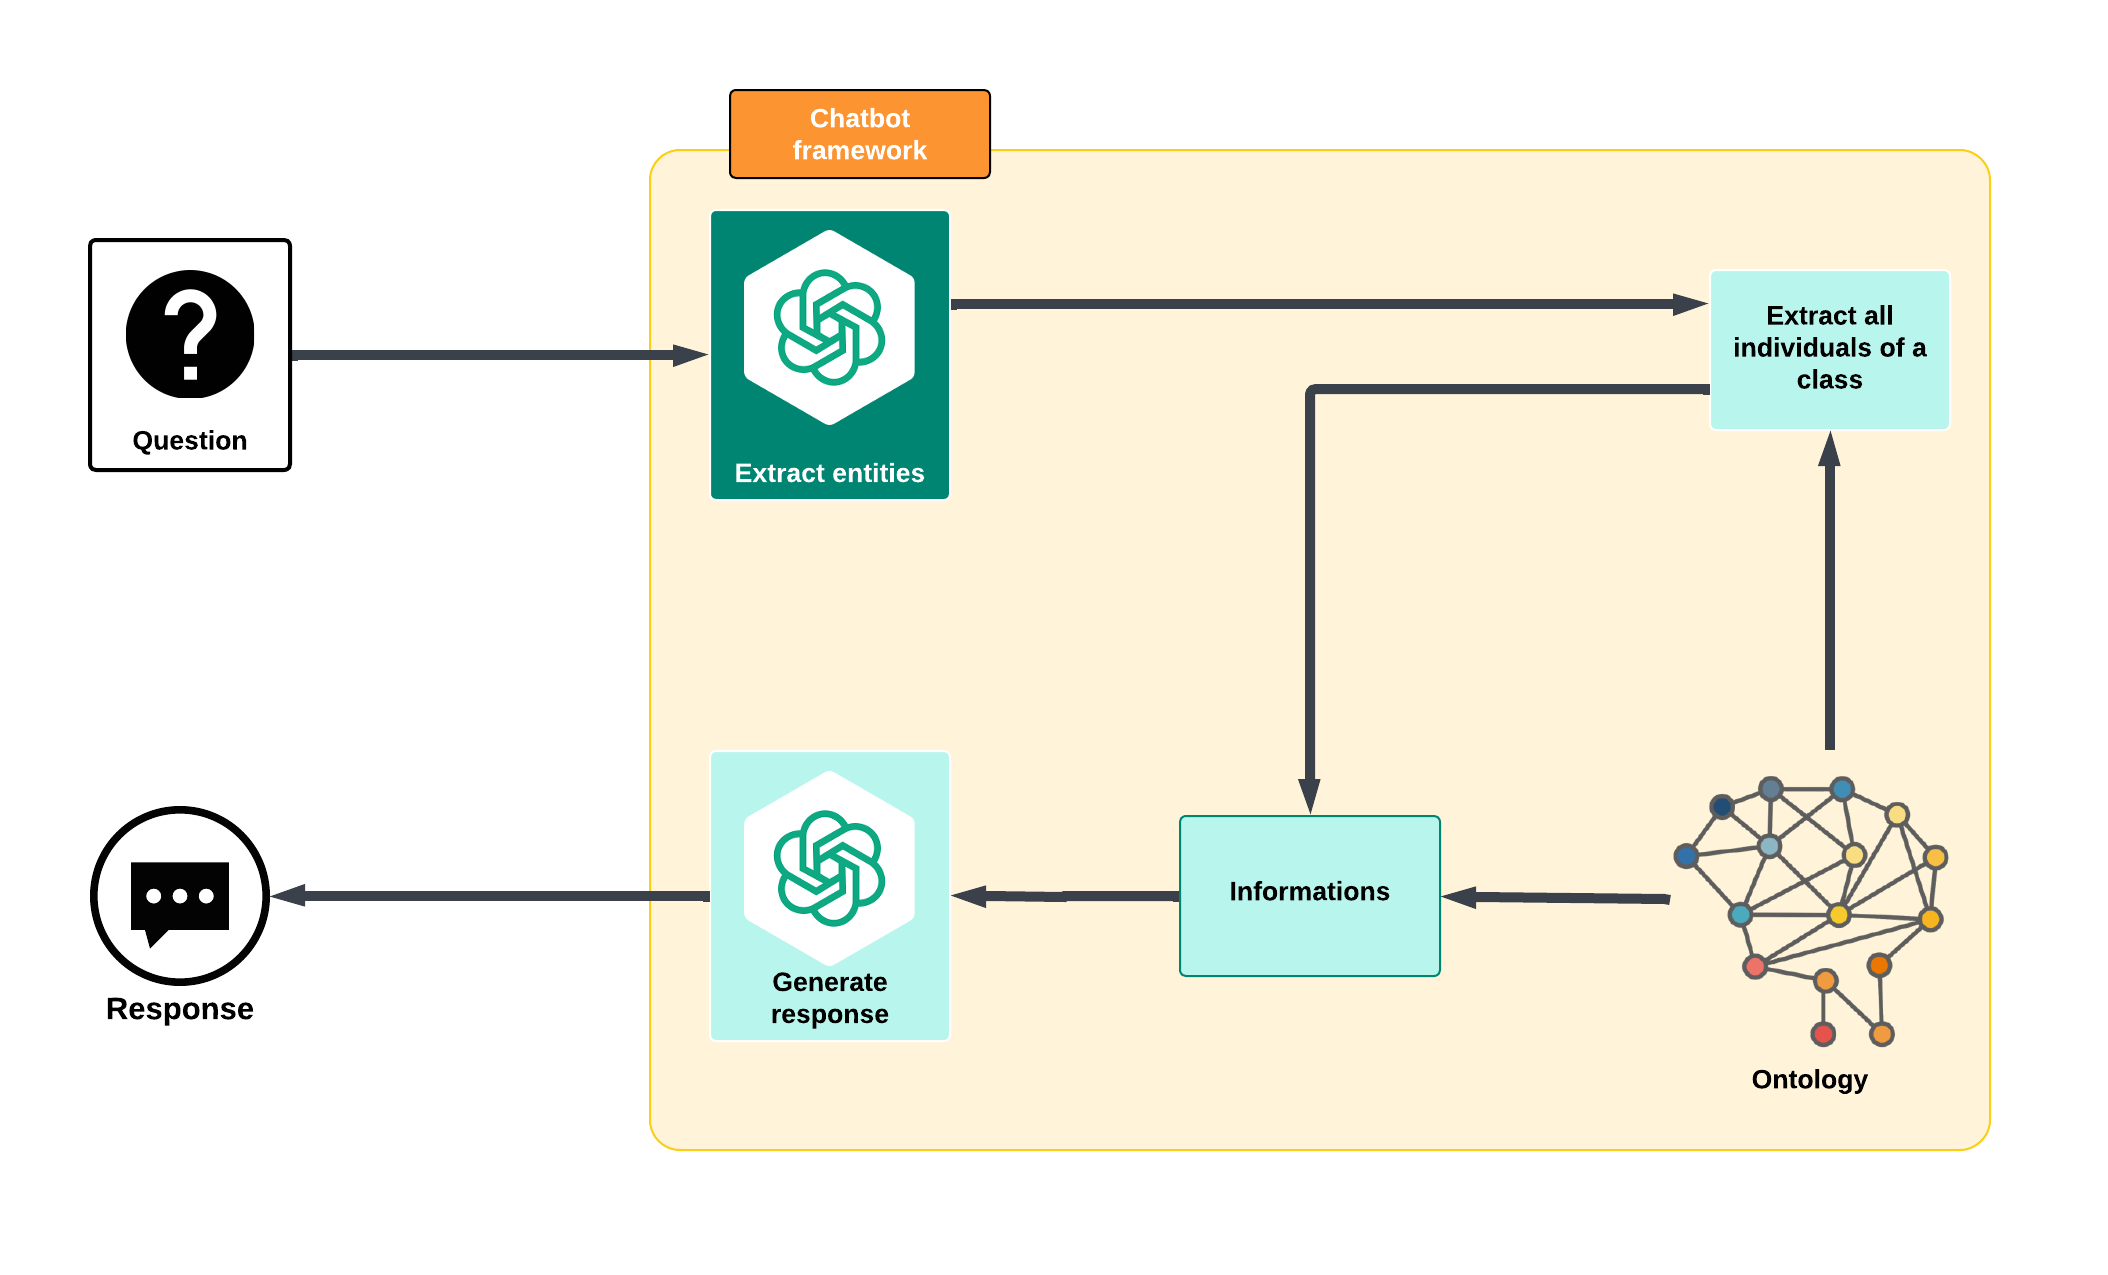 Chatbot
framework
Question
Extract entities
Extract all
individuals of a
class
Response
Generate
response
Informations
Ontology